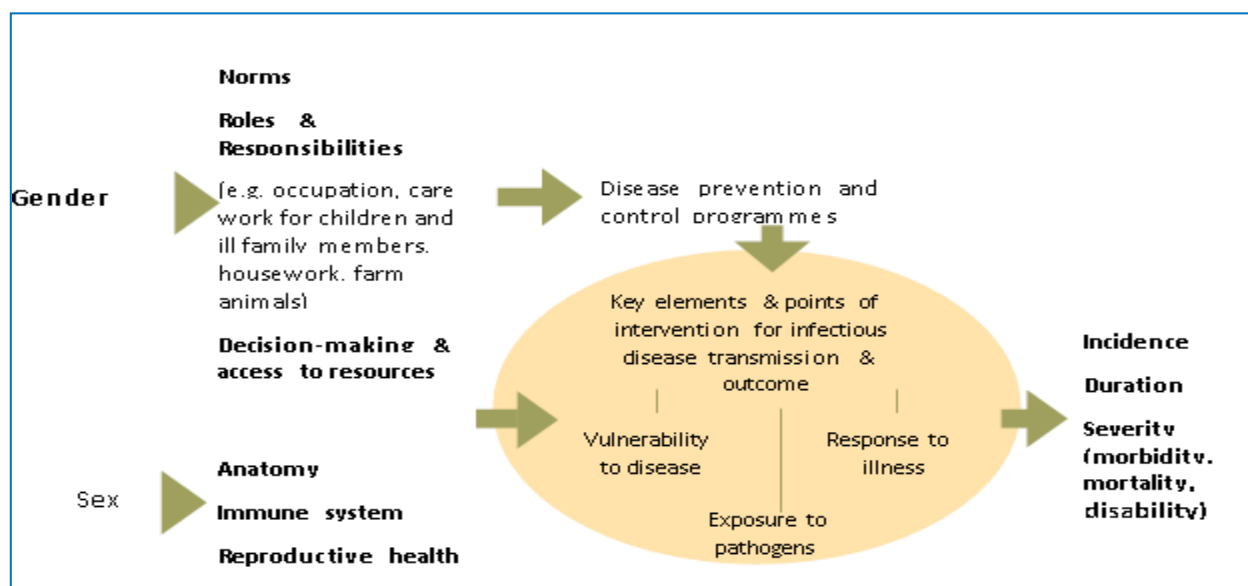 Gender
Norms
Roles &
Responsibilities
(e.g. occupation, care
work for children and
ill family members,
housework, farm
animals)
Decision-making &
access to resources
Sex
Anatomy
Immune system
Reproductive health
Disease prevention and
control programmes
Key elements & points of
intervention for infectious
disease transmission &
outcome
Vulnerability
to disease
Response to
illness
Exposure to
pathogens
Incidence
Duration
Severity
(morbidity,
mortality,
disability)